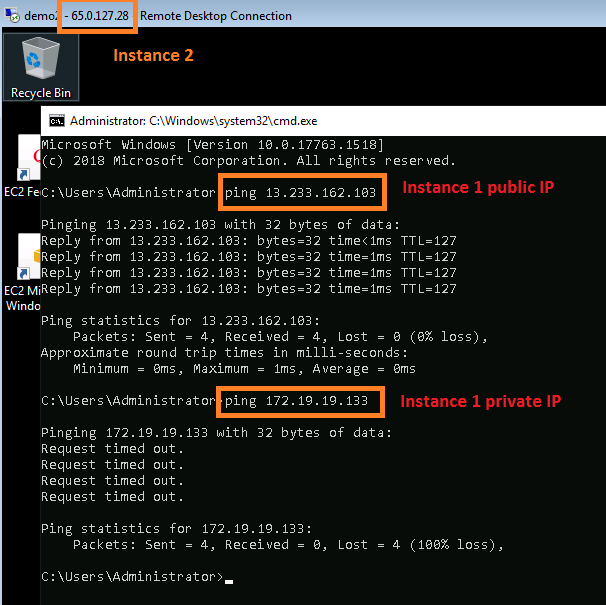 demo2 - 65.0.127.28 Remote Desktop Connection
Instance 2
Recycle Bin
Administrator: C:\Windows\system32\cmd.exe
Microsoft Windows [Version 10.0.17763.1518]
(c) 2018 Microsoft Corporation. All rights reserved.
EC2 Fe
C:\Users\Administrator ping 13.233.162.103
Instance 1 public IP
Pinging 13.233.162.103 with 32 bytes of data:
Reply from 13.233.162.103: bytes=32 time<1ms TTL=127
Reply from 13.233.162.103: bytes=32 time=1ms TTL=127
Reply from 13.233.162.103: bytes=32 time=1ms TTL=127
Reply from 13.233.162.103: bytes=32 time=1ms TTL=127
EC2 Mi
Windo
Ping statistics for 13.233.162.103:
Packets: Sent = 4, Received = 4, Lost = 0 (0% loss),
Approximate round trip times in milli-seconds:
Minimum = 0ms, Maximum = 1ms, Average = 0ms
C:\Users\Administrator ping 172.19.19.133
Instance 1 private IP
Pinging 172.19.19.133 with 32 bytes of data:
Request timed out.
Request timed out.
Request timed out.
Request timed out.
Ping statistics for 172.19.19.133:
Packets: Sent = 4, Received = 0, Lost = 4 (100% loss),
C:\Users\Administrator>